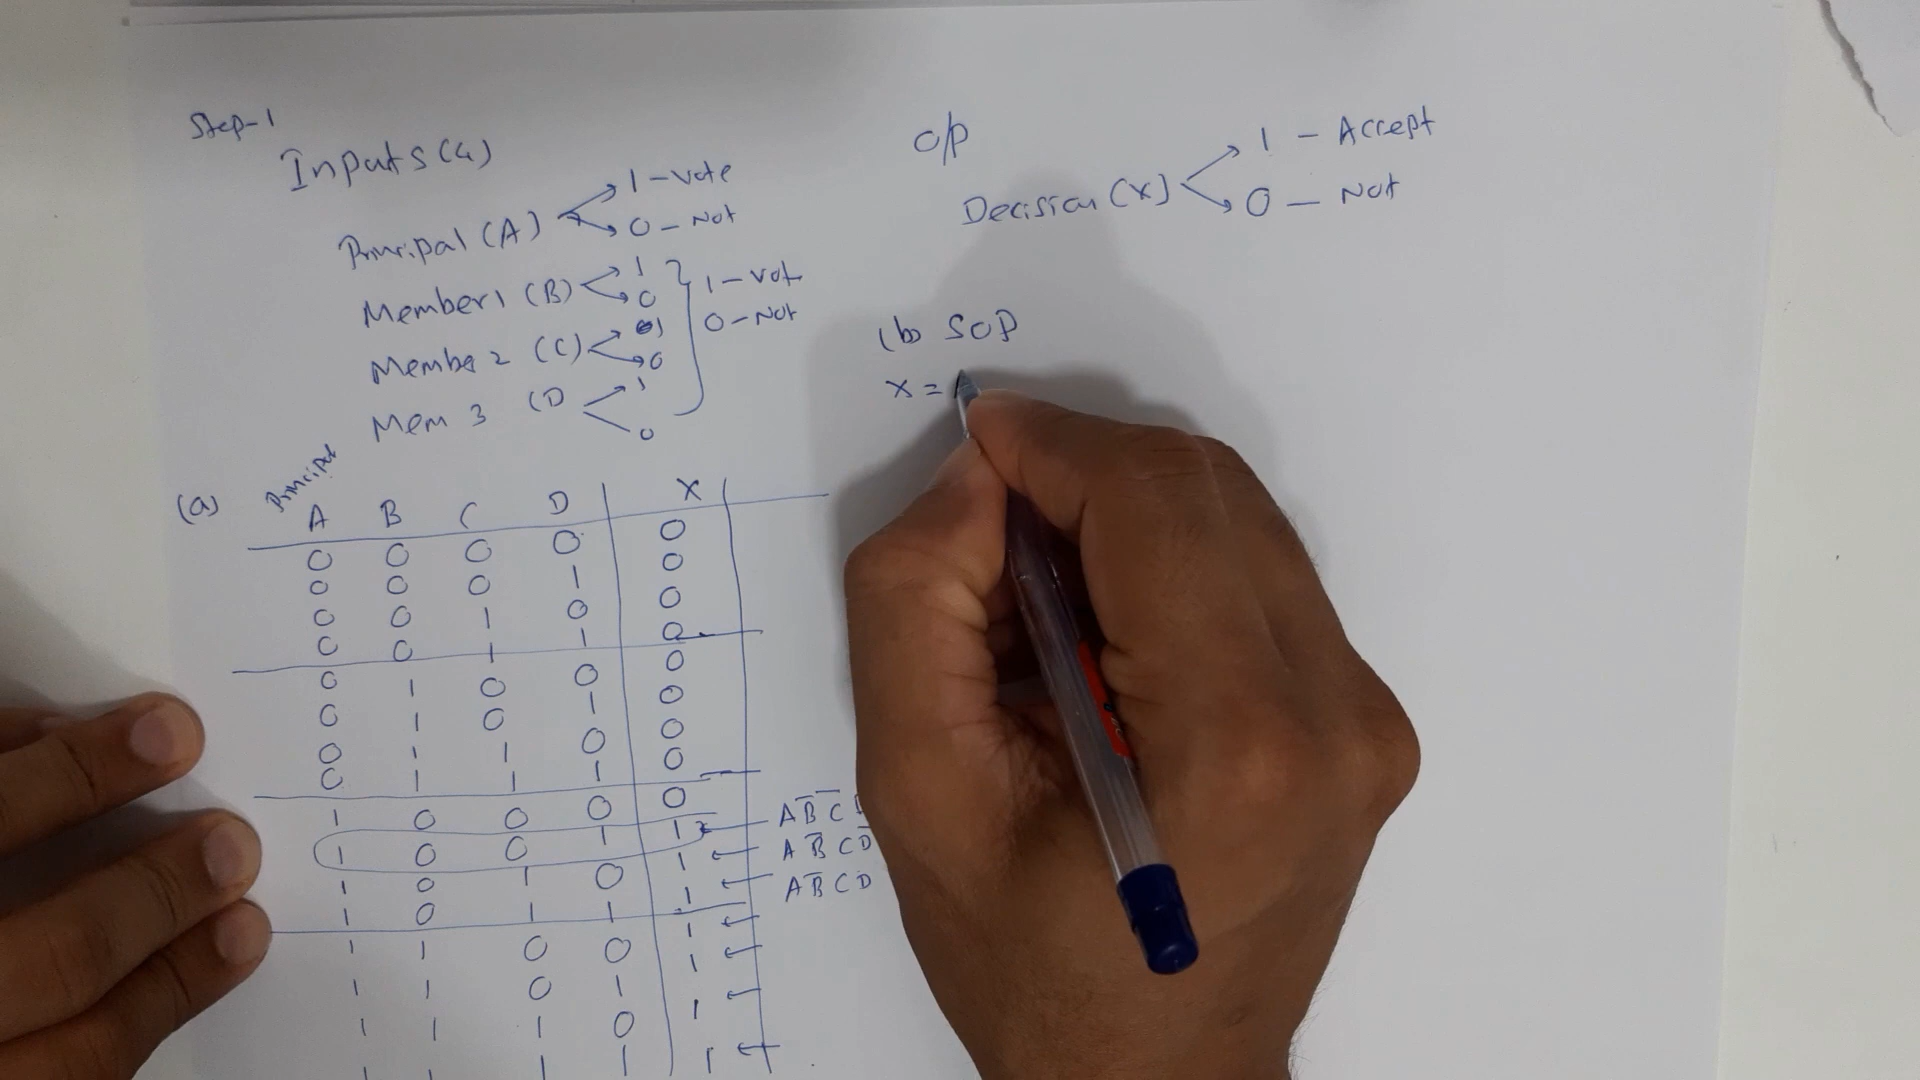 Step-1
Inputs (4)
Principal (A) 1 - vote
0 - Not
Member 1 (B) 1
0
1 - vot
0 - Not
Membe 2 (C) 1
0
Mem 3 (D 1
0
O/P
Decision (X) 1 - Accept
0 - Not
(b) SOP
X =
(a) Principal
A B C D X
0 0 0 0 0
0 0 0 1 0
0 0 1 0 0
0 0 1 1 0
0 1 0 0 0
0 1 0 1 0
0 1 1 0 0
0 1 1 1 0
1 0 0 0 0
1 0 0 1 1 A B̅ C̅
1 0 1 0 1 A B̅ C D̅
1 0 1 1 1 A B̅ C D
1 1 0 0 1
1 1 0 1 1
1 1 1 0 1
1 1 1 1 1